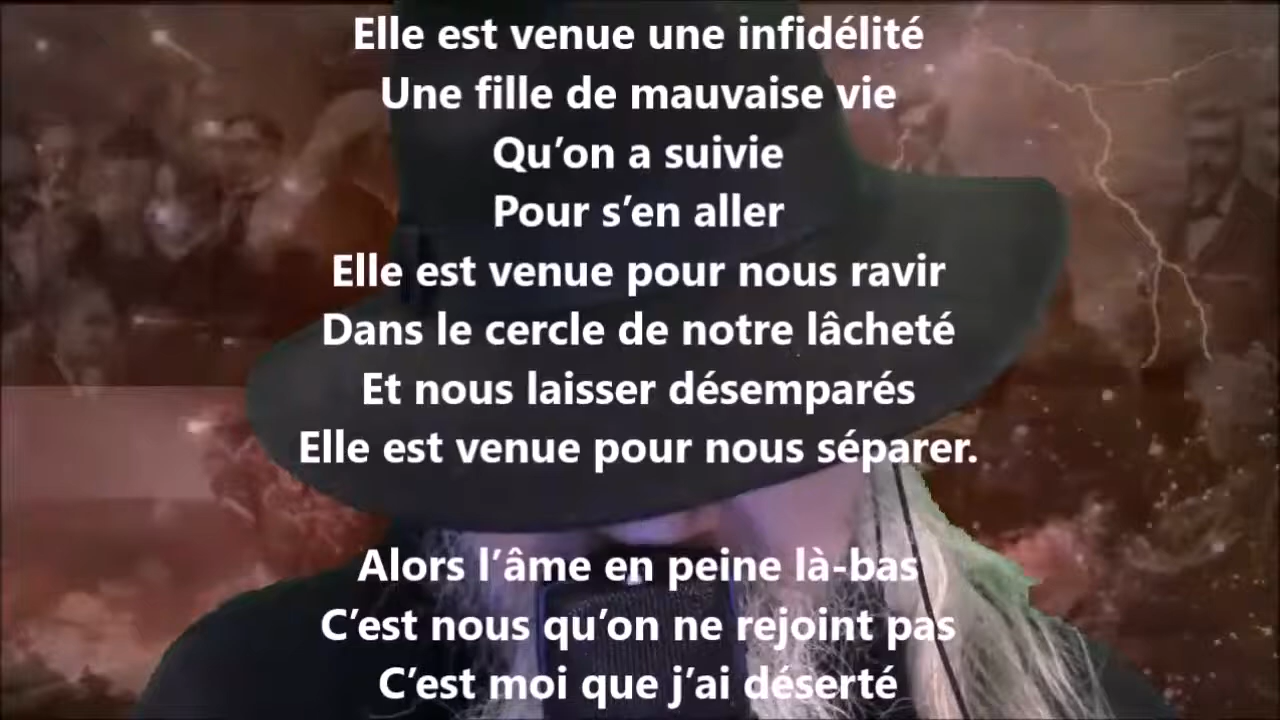 Elle est venue une infidélité
Une fille de mauvaise vie
Qu’on a suivie
Pour s’en aller
Elle est venue pour nous ravir
Dans le cercle de notre lâcheté
Et nous laisser désemparés
Elle est venue pour nous séparer.
Alors l’âme en peine là-bas
C’est nous qu’on ne rejoint pas
C’est moi que j’ai déserté